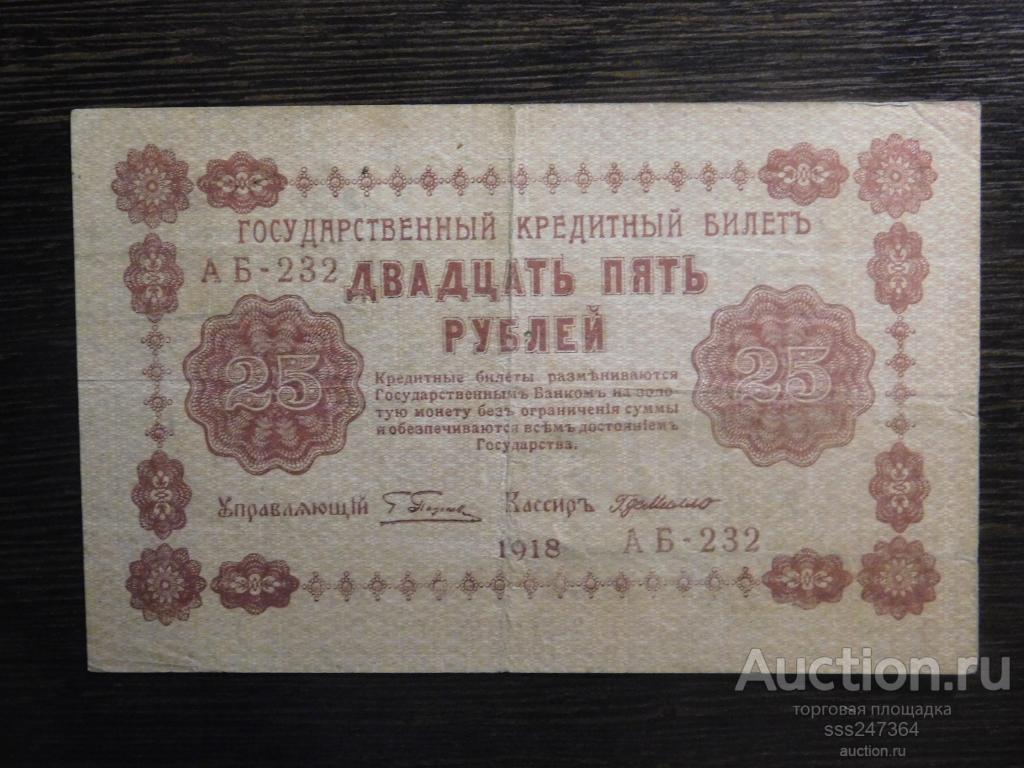 ГОСУДАРСТВЕННЫЙ КРЕДИТНЫЙ БИЛЕТЪ
АБ-232
ДВАДЦАТЬ ПЯТЬ
РУБЛЕЙ
25
25
Кредитные билеты размѣниваются
Государственнымъ Банкомъ на золо-
тую монету безъ ограниченія суммы
и обезпечиваются всѣмъ достояніемъ
Государства.
Управляющій
Кассиръ
1918
АБ-232
Auction.ru
торговая площадка
sss247364
auction.ru